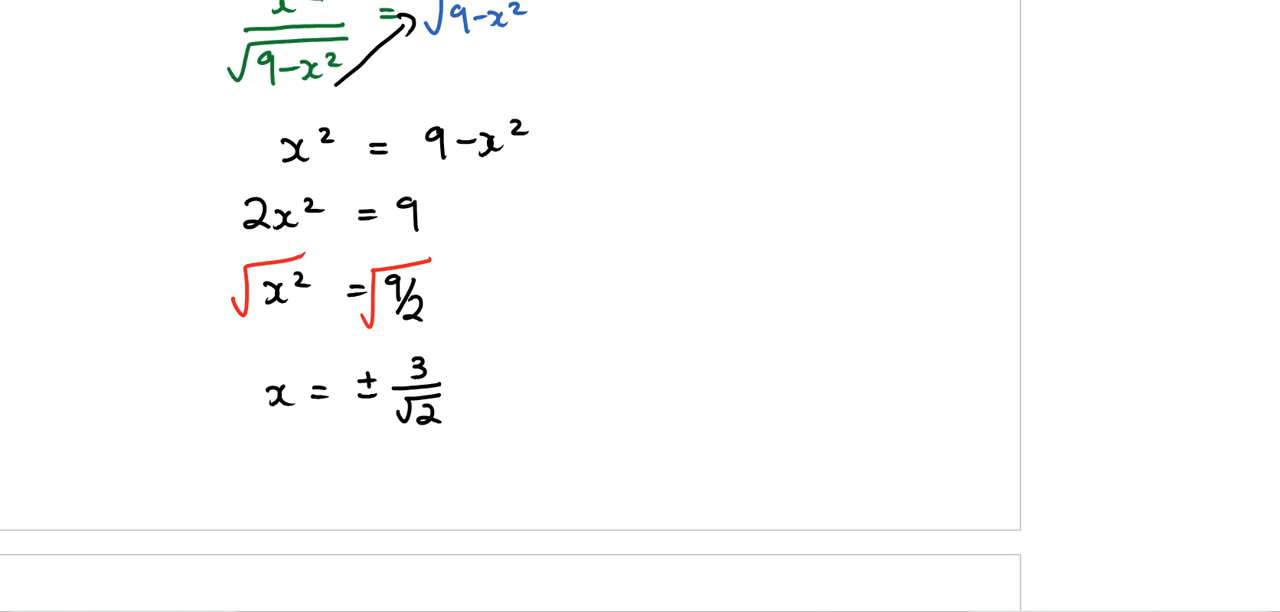 x²/√(9-x²) = √(9-x²)
x² = 9-x²
2x² = 9
√x² = √(9/2)
x = ± 3/√2